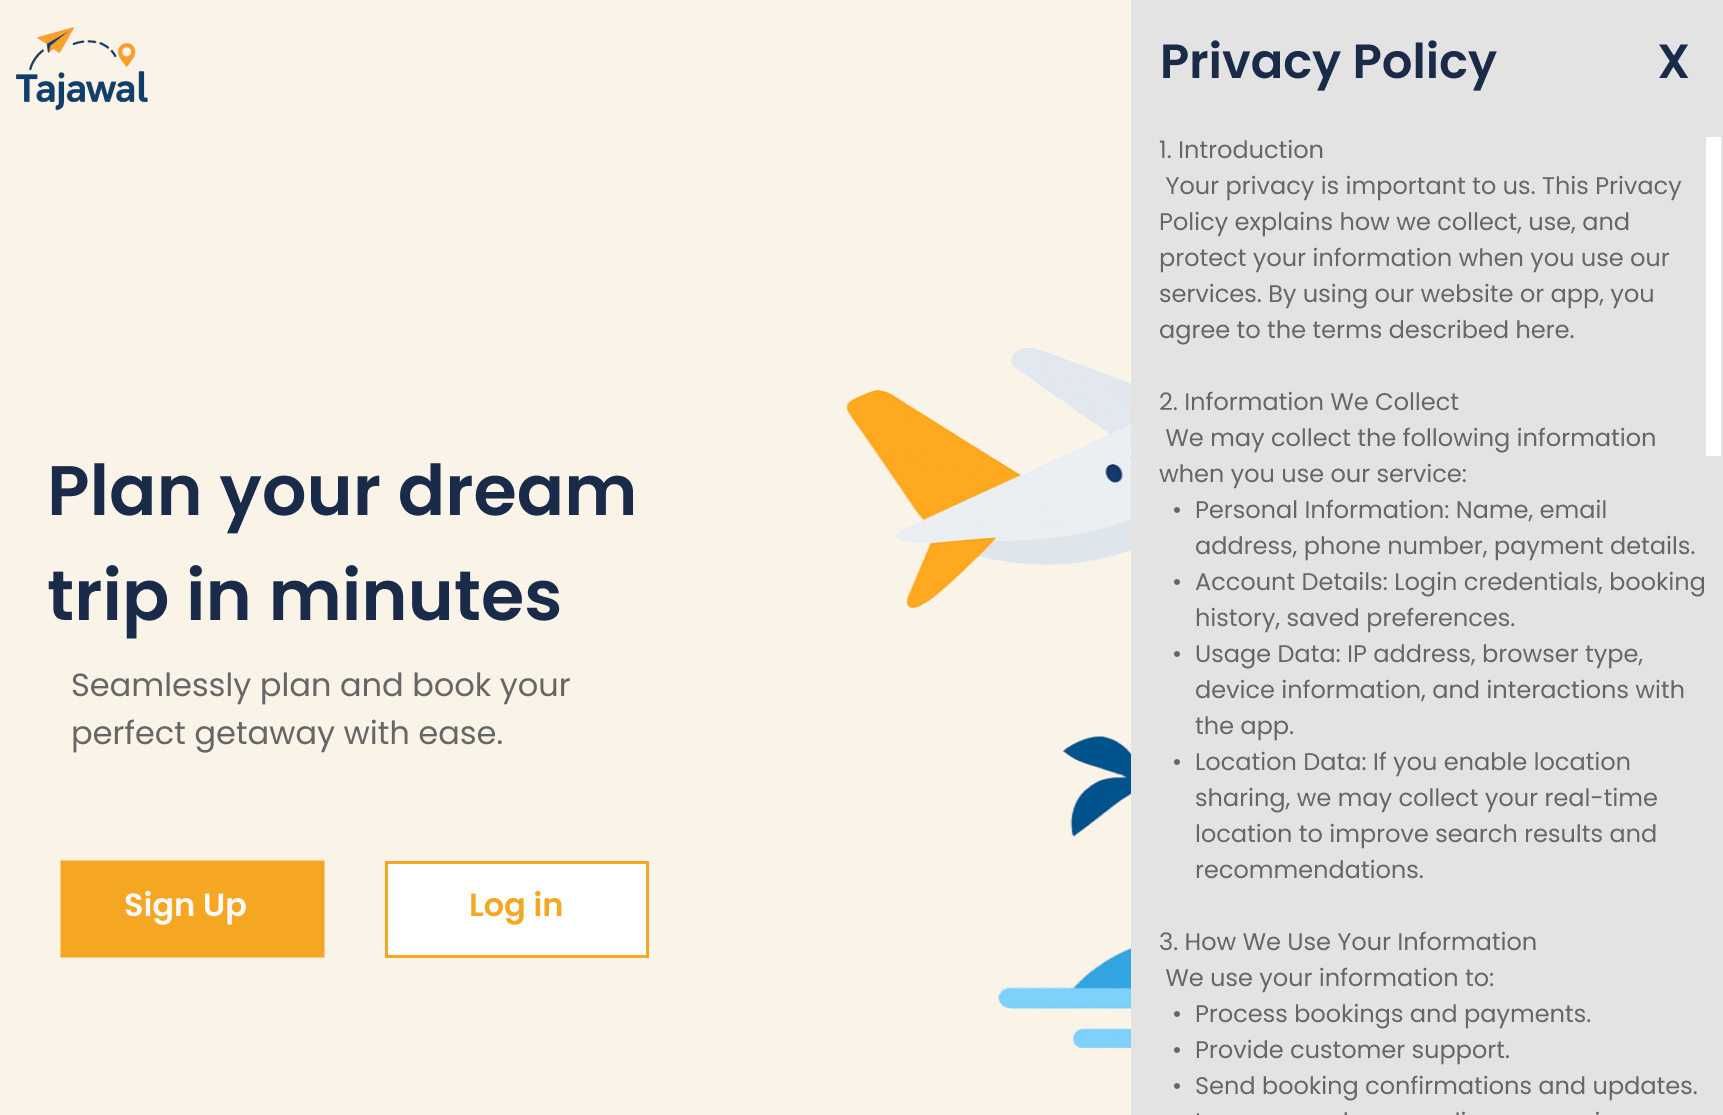 Tajawal
Plan your dream
trip in minutes
Seamlessly plan and book your
perfect getaway with ease.
Sign Up
Log in
Privacy Policy
X
1. Introduction
Your privacy is important to us. This Privacy
Policy explains how we collect, use, and
protect your information when you use our
services. By using our website or app, you
agree to the terms described here.
2. Information We Collect
We may collect the following information
when you use our service:
• Personal Information: Name, email
address, phone number, payment details.
• Account Details: Login credentials, booking
history, saved preferences.
• Usage Data: IP address, browser type,
device information, and interactions with
the app.
• Location Data: If you enable location
sharing, we may collect your real-time
location to improve search results and
recommendations.
3. How We Use Your Information
We use your information to:
• Process bookings and payments.
• Provide customer support.
• Send booking confirmations and updates.